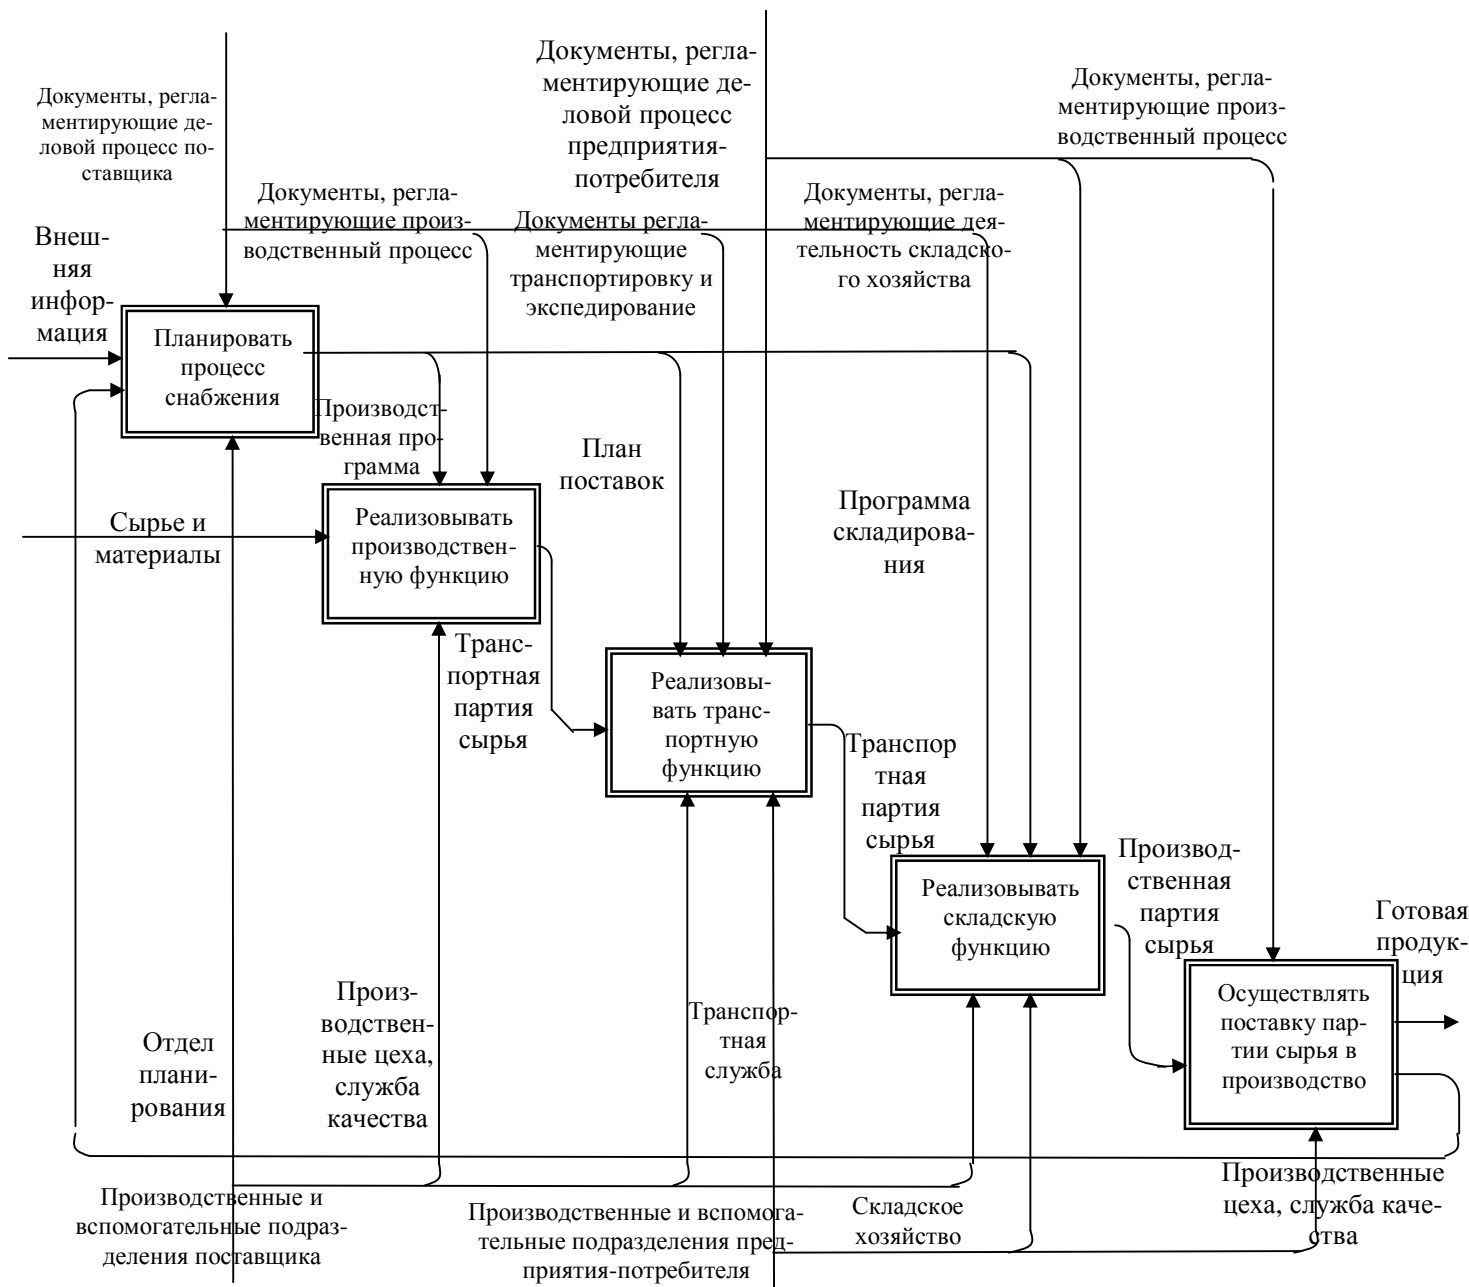 Документы, регла-
ментирующие де-
ловой процесс по-
ставщика
Документы, регла-
ментирующие де-
ловой процесс
предприятия-
потребителя
Документы, регла-
ментирующие произ-
водственный процесс
Документы, регла-
ментирующие произ-
водственный процесс
Документы регла-
ментирующие
транспортировку и
экспедирование
Документы, регла-
ментирующие дея-
тельность складско-
го хозяйства
Внеш-
няя
инфор-
мация
Планировать
процесс
снабжения
Производст-
венная про-
грамма
План
поставок
Программа
складирова-
ния
Сырье и
материалы
Реализовывать
производствен-
ную функцию
Транс-
портная
партия
сырья
Реализовы-
вать транс-
портную
функцию
Транспор
тная
партия
сырья
Реализовывать
складскую
функцию
Производ-
ственная
партия
сырья
Готовая
продук-
ция
Осуществлять
поставку пар-
тии сырья в
производство
Отдел
плани-
рования
Произ-
водствен-
ные цеха,
служба
качества
Транспор-
тная
служба
Производственные и
вспомогательные подраз-
деления поставщика
Производственные и вспомога-
тельные подразделения пред-
приятия-потребителя
Складское
хозяйство
Производственные
цеха, служба каче-
ства